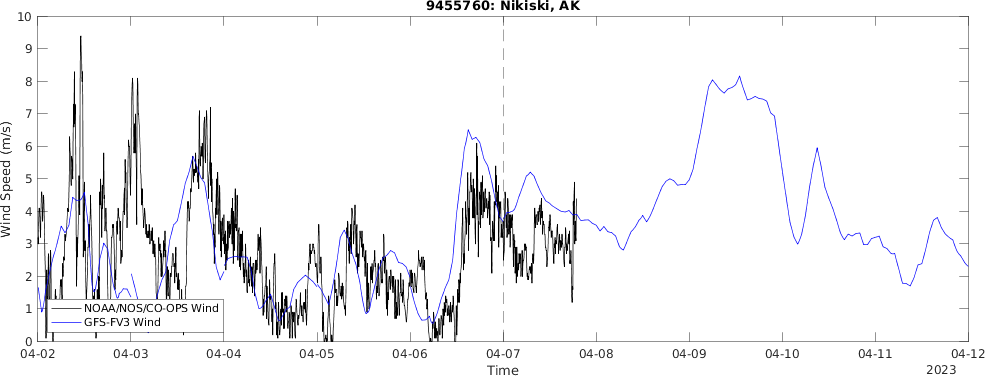 9455760: Nikiski, AK
Wind Speed (m/s)
10
9
8
7
6
5
4
3
2
1
0
NOAA/NOS/CO-OPS Wind
GFS-FV3 Wind
04-02 04-03 04-04 04-05 04-06 04-07 04-08 04-09 04-10 04-11 04-12
Time
2023